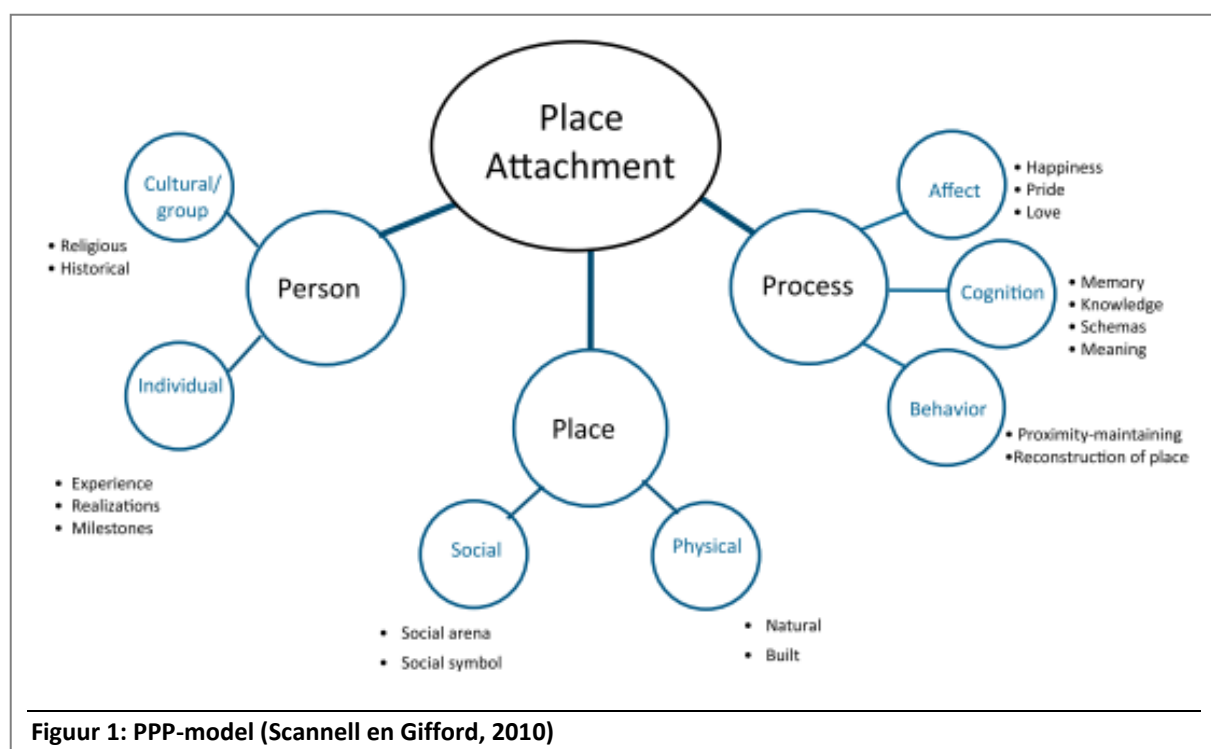 Place
Attachment
Person
Cultural/
group
• Religious
• Historical
Individual
• Experience
• Realizations
• Milestones
Place
Social
• Social arena
• Social symbol
Physical
• Natural
• Built
Process
Affect
• Happiness
• Pride
• Love
Cognition
• Memory
• Knowledge
• Schemas
• Meaning
Behavior
• Proximity-maintaining
•Reconstruction of place
Figuur 1: PPP-model (Scannell en Gifford, 2010)